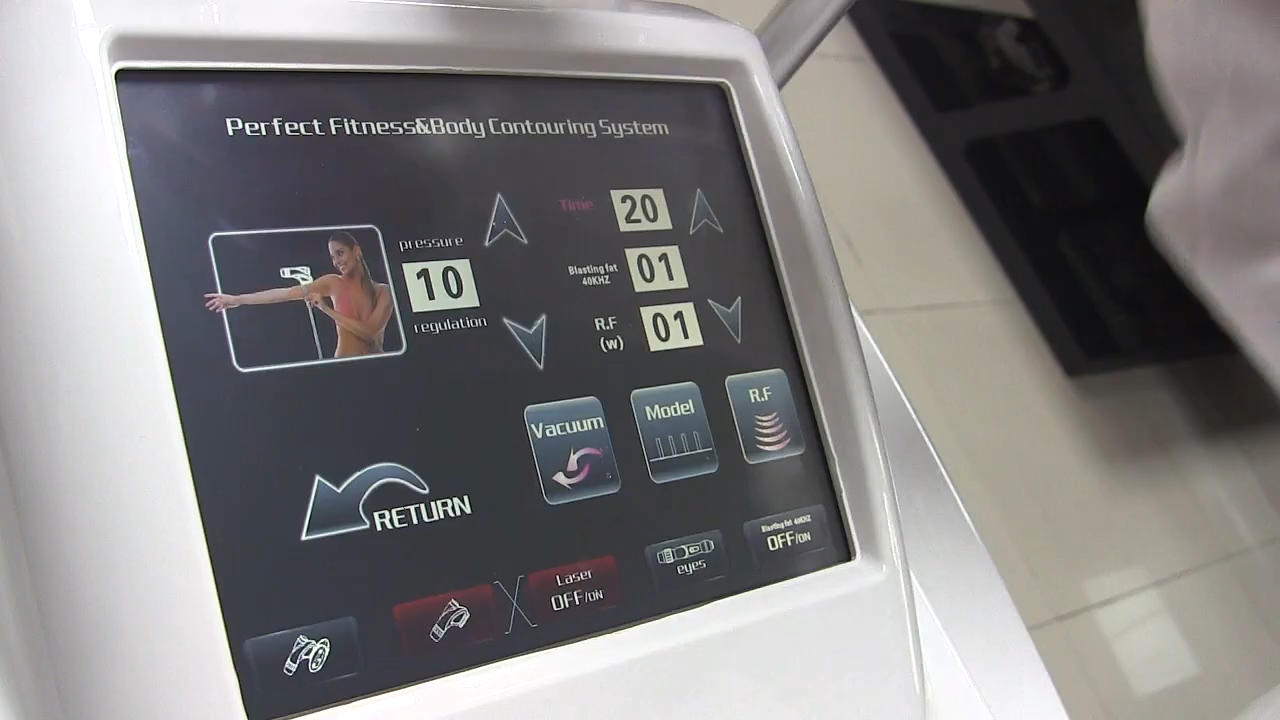 Perfect Fitness&Body Contouring System
pressure
10
regulation
Time 20
Blasting fat
40KHZ
01
R.F
(w)
01
Vacuum
Model
R.F
RETURN
Laser
OFF/ON
eyes
Blasting fat 40KHZ
OFF/ON